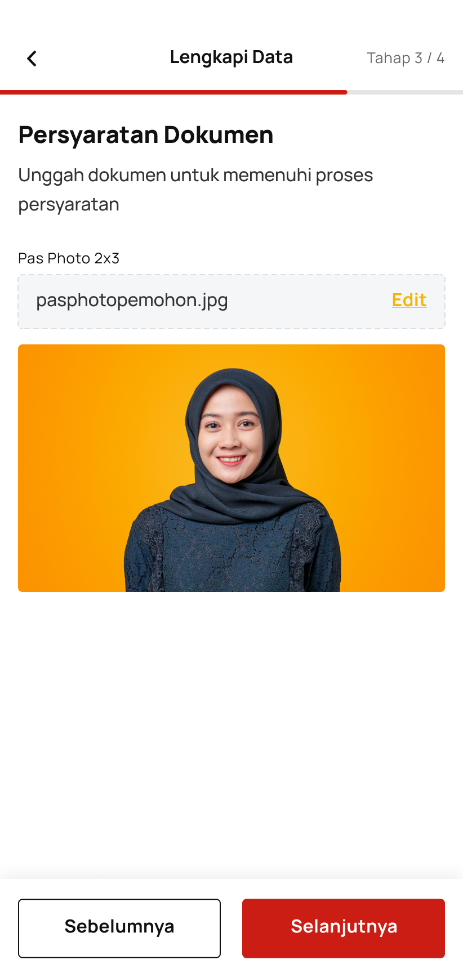 Lengkapi Data
Tahap 3 / 4
Persyaratan Dokumen
Unggah dokumen untuk memenuhi proses
persyaratan
Pas Photo 2x3
pasphotopemohon.jpg
Edit
Sebelumnya
Selanjutnya